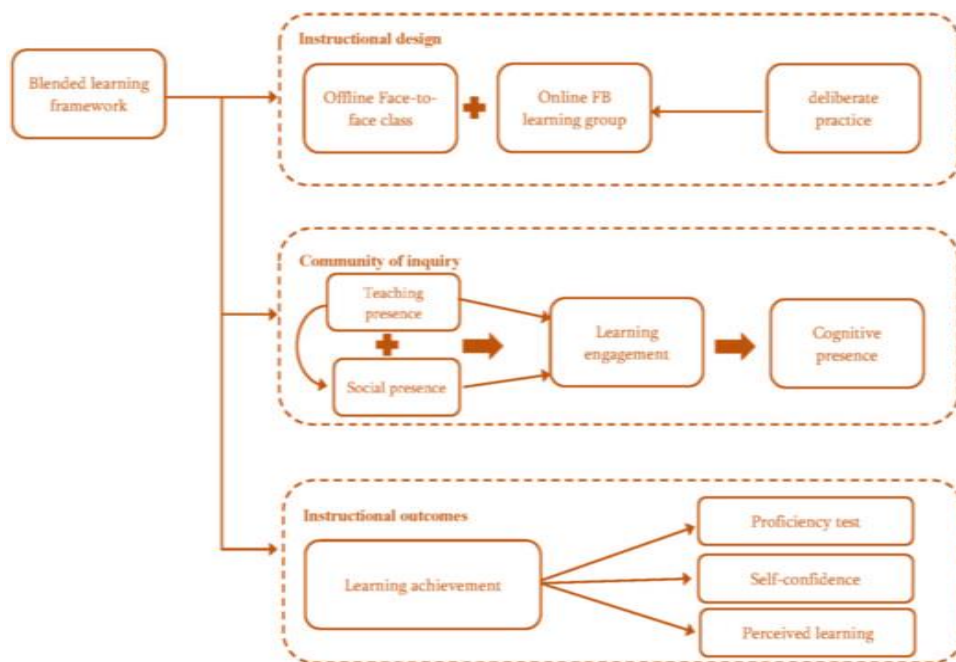 Instructional design
Blended learning
framework
Offline Face-to-
face class
Online FB
learning group
deliberate
practice
Community of inquiry
Teaching
presence
Social presence
Learning
engagement
Cognitive
presence
Instructional outcomes
Learning achievement
Proficiency test
Self-confidence
Perceived learning